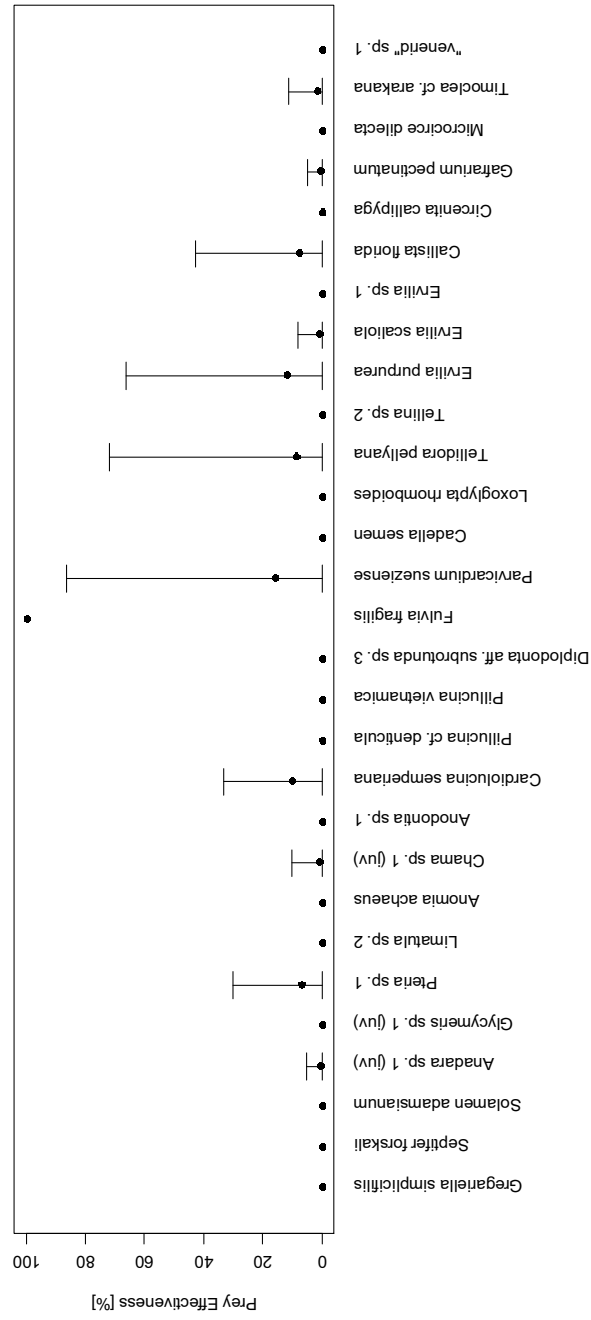 Prey Effectiveness [%]
0 20 40 60 80 100
Gregariella simplicifilis
Septifer forskali
Solamen adamsianum
Anadara sp. 1 (juv)
Glycymeris sp. 1 (juv)
Pteria sp. 1
Limatula sp. 2
Anomia achaeus
Chama sp. 1 (juv)
Anodontia sp. 1
Cardiolucina semperiana
Pillucina cf. denticula
Pillucina vietnamica
Diplodonta aff. subrotunda sp. 3
Fulvia fragilis
Parvicardium sueziense
Cadella semen
Loxoglypta rhomboides
Tellidora pellyana
Tellina sp. 2
Ervilia purpurea
Ervilia scaliola
Ervilia sp. 1
Callista florida
Circenita callipyga
Gafrarium pectinatum
Microcirce dilecta
Timoclea cf. arakana
"venerid" sp. 1